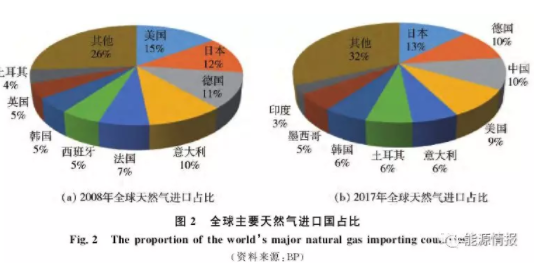 其他
26%
美国
15%
日本
12%
德国
11%
意大利
10%
法国
7%
西班牙
5%
韩国
5%
英国
5%
土耳其
4%
(a) 2008年全球天然气进口占比
其他
32%
日本
13%
德国
10%
中国
10%
美国
9%
意大利
6%
土耳其
6%
韩国
6%
墨西哥
5%
印度
3%
(b) 2017年全球天然气进口占比
图 2 全球主要天然气进口国占比
Fig. 2 The proportion of the world's major natural gas importing
能源情报
(资料来源:BP)